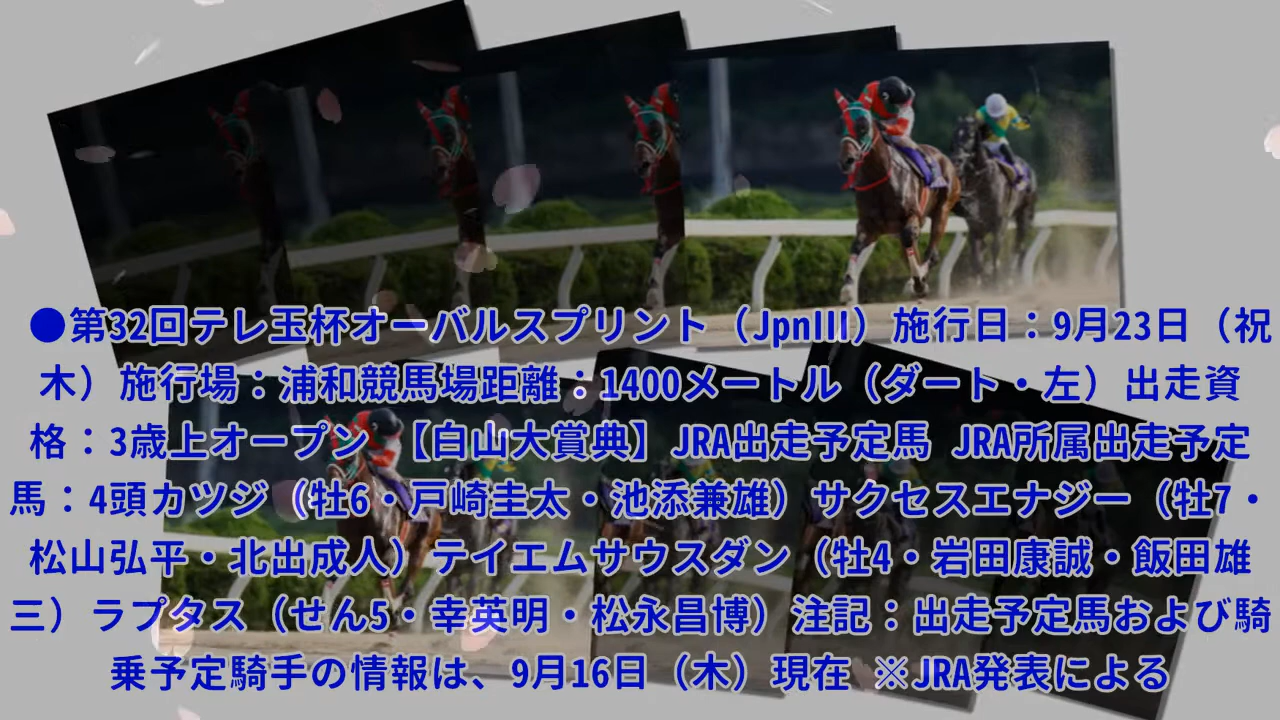 ●第32回テレ玉杯オーバルスプリント（JpnIII）施行日：9月23日（祝
木）施行場：浦和競馬場距離：1400メートル（ダート・左）出走資
格：3歳上オープン 【白山大賞典】JRA出走予定馬 JRA所属出走予定
馬：4頭カツジ（牡6・戸崎圭太・池添兼雄）サクセスエナジー（牡7・
松山弘平・北出成人）テイエムサウスダン（牡4・岩田康誠・飯田雄
三）ラプタス（せん5・幸英明・松永昌博）注記：出走予定馬および騎
乗予定騎手の情報は、9月16日（木）現在 ※JRA発表による